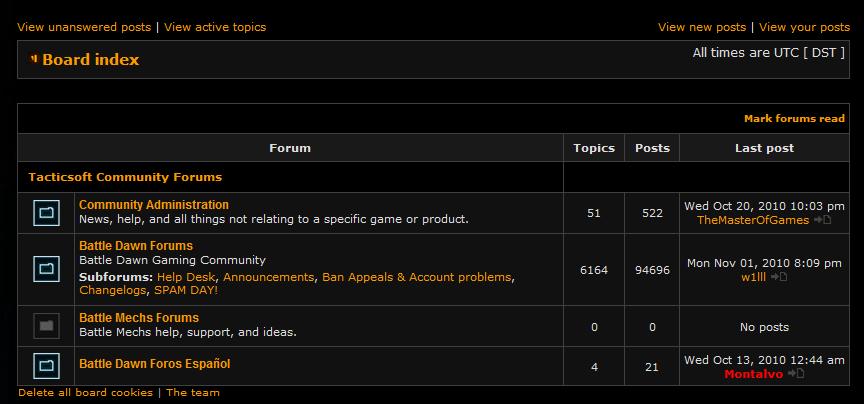 View unanswered posts | View active topics
View new posts | View your posts
Board index
All times are UTC [ DST ]
Mark forums read
Forum Topics Posts Last post
Tacticsoft Community Forums
Community Administration
News, help, and all things not relating to a specific game or product.
51
522
Wed Oct 20, 2010 10:03 pm
TheMasterOfGames
Battle Dawn Forums
Battle Dawn Gaming Community
Subforums: Help Desk, Announcements, Ban Appeals & Account problems,
Changelogs, SPAM DAY!
6164
94696
Mon Nov 01, 2010 8:09 pm
w1lll
Battle Mechs Forums
Battle Mechs help, support, and ideas.
0
0
No posts
Battle Dawn Foros Español
4
21
Wed Oct 13, 2010 12:44 am
Montalvo
Delete all board cookies | The team